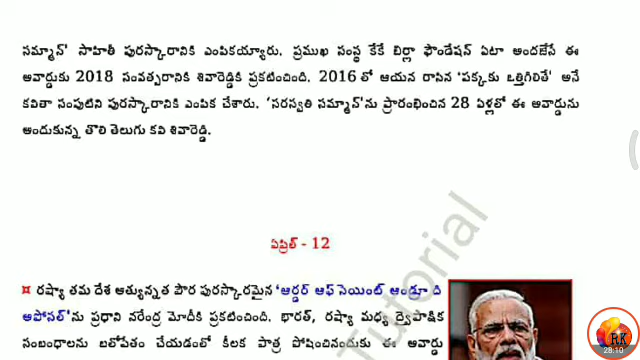 సమ్మాన్' సాహితీ పురస్కారానికి ఎంపికయ్యారు. ప్రముఖ సంస్థ కేకే బిర్లా ఫౌండేషన్ ఏటా అందజేసే ఈ
అవార్డుకు 2018 సంవత్సరానికి శివారెడ్డికి ప్రకటించింది. 2016 తో ఆయన రాసిన 'పక్కకు ఒత్తిగిలితే' అనే
కవితా సంపుటిని పురస్కారానికి ఎంపిక చేశారు. 'సరస్వతి సమ్మాన్'ను ప్రారంభించిన 28 ఏళ్లలో ఈ అవార్డును
అందుకున్న తొలి తెలుగు కవి శివారెడ్డి.
ఏప్రిల్ - 12
¤ రష్యా తమ దేశ అత్యున్నత పౌర పురస్కారమైన 'ఆర్డర్ ఆఫ్ సెయింట్ ఆండ్రూ ది
అపోసల్'ను ప్రధాని నరేంద్ర మోదీకి ప్రకటించింది. భారత్, రష్యా మధ్య ద్వైపాక్షిక
సంబంధాలను బలోపేతం చేయడంలో కీలక పాత్ర పోషించినందుకు ఈ అవార్డు
Tutorial
RK
28:10